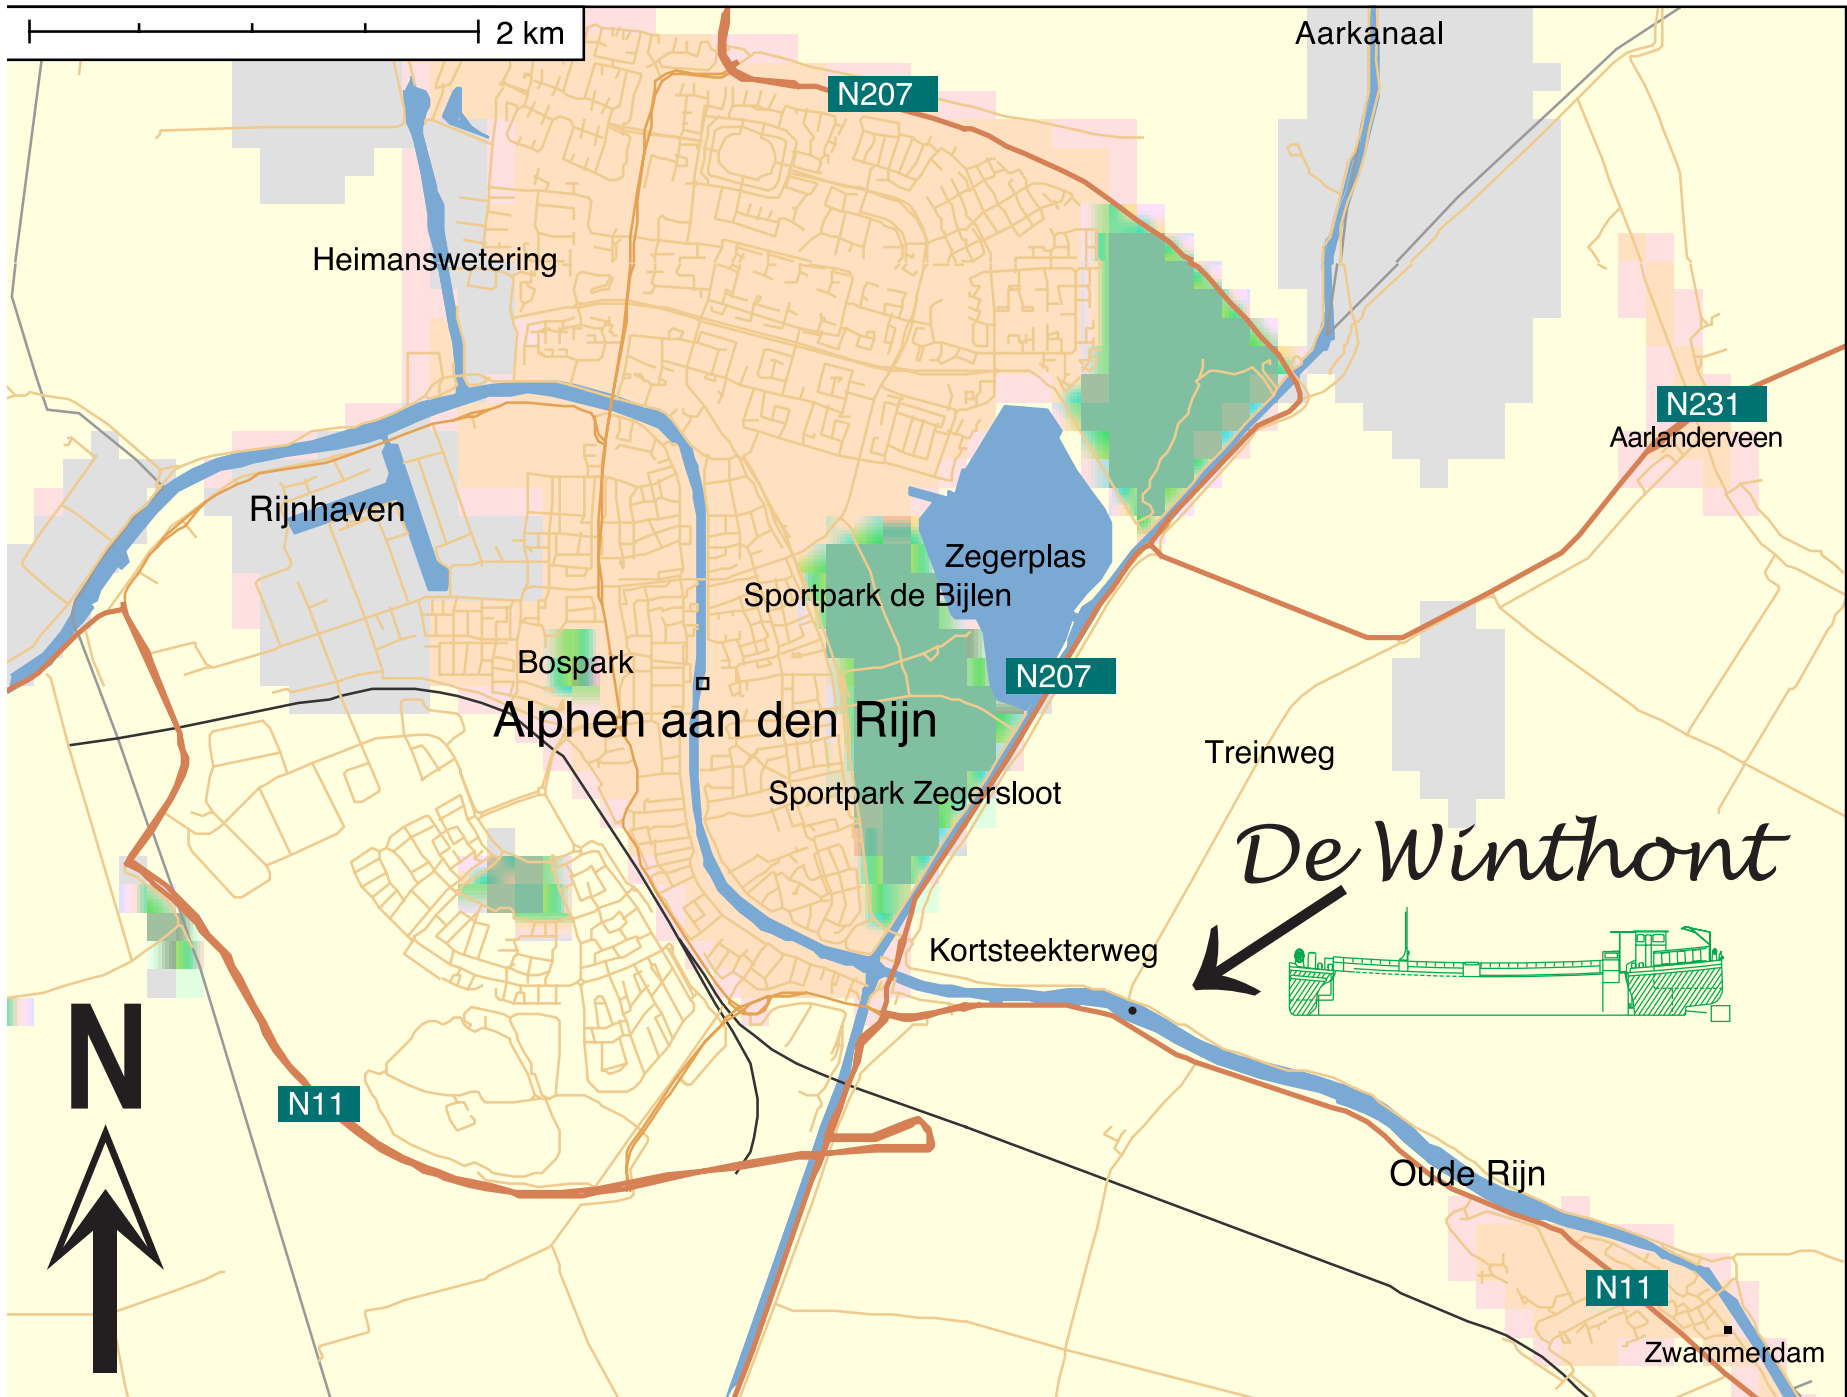 2 km
Aarkanaal
N207
Heimanswetering
N231
Aarlanderveen
Rijnhaven
Zegerplas
Sportpark de Bijlen
Bospark
N207
Alphen aan den Rijn
Treinweg
Sportpark Zegersloot
De Winthont
Kortsteekterweg
N
N11
Oude Rijn
N11
Zwammerdam